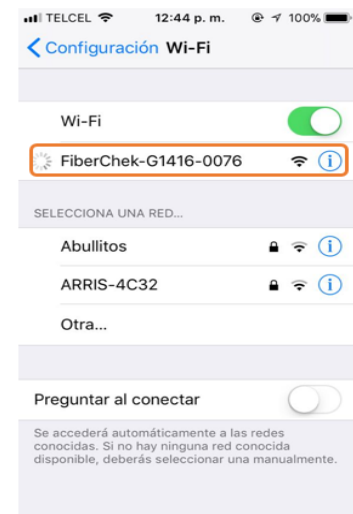 TELCEL 12:44 p. m. 100%
Configuración Wi-Fi
Wi-Fi
FiberChek-G1416-0076
SELECCIONA UNA RED...
Abullitos
ARRIS-4C32
Otra...
Preguntar al conectar
Se accederá automáticamente a las redes
conocidas. Si no hay ninguna red conocida
disponible, deberás seleccionar una manualmente.